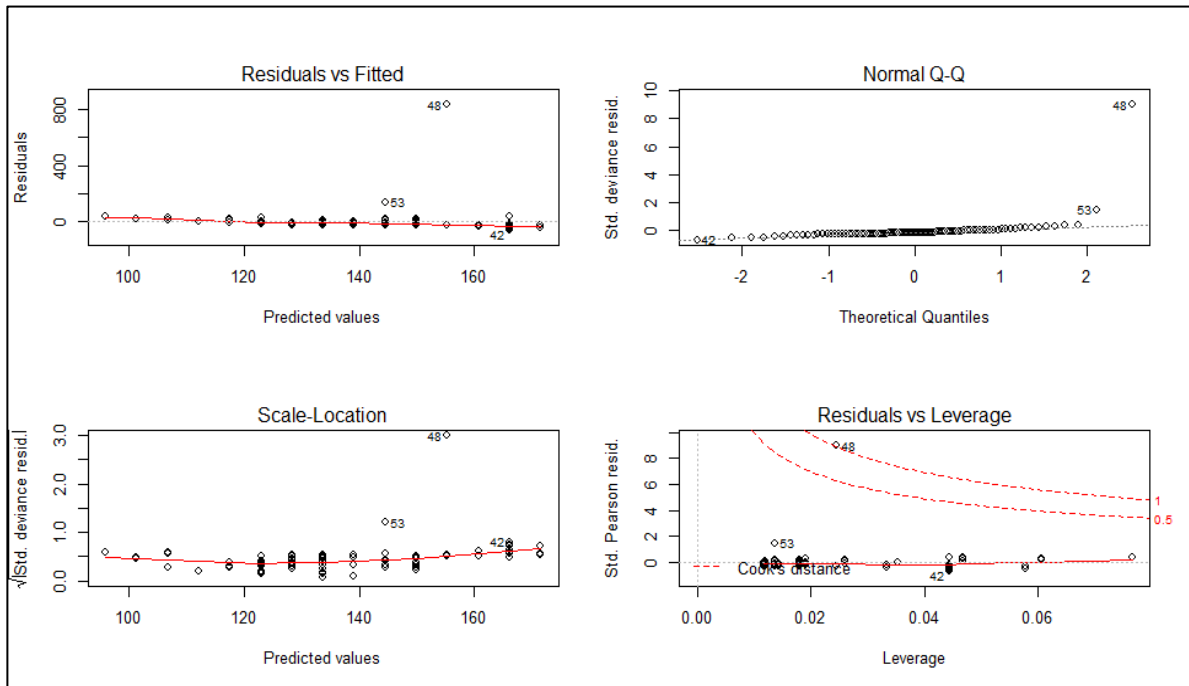 Residuals vs Fitted
Residuals
0 400 800
48
53
42
100 120 140 160
Predicted values
Normal Q-Q
Std. deviance resid.
0 2 4 6 8 10
48
53
42
-2 -1 0 1 2
Theoretical Quantiles
Scale-Location
√|Std. deviance resid.|
0.0 1.0 2.0 3.0
48
53
42
100 120 140 160
Predicted values
Residuals vs Leverage
Std. Pearson resid.
0 2 4 6 8
48
1
0.5
53
Cook's distance
42
0.00 0.02 0.04 0.06
Leverage